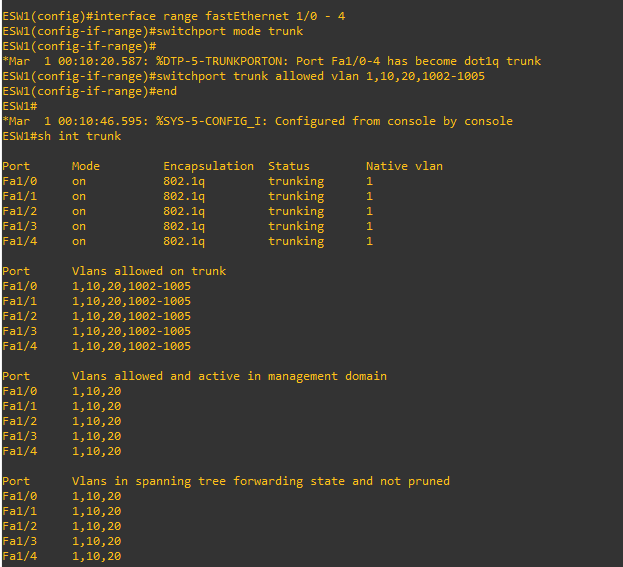 ESW1(config)#interface range fastEthernet 1/0 - 4
ESW1(config-if-range)#switchport mode trunk
ESW1(config-if-range)#
*Mar  1 00:10:20.587: %DTP-5-TRUNKPORTON: Port Fa1/0-4 has become dot1q trunk
ESW1(config-if-range)#switchport trunk allowed vlan 1,10,20,1002-1005
ESW1(config-if-range)#end
ESW1#
*Mar  1 00:10:46.595: %SYS-5-CONFIG_I: Configured from console by console
ESW1#sh int trunk

Port      Mode         Encapsulation  Status        Native vlan
Fa1/0     on           802.1q         trunking      1
Fa1/1     on           802.1q         trunking      1
Fa1/2     on           802.1q         trunking      1
Fa1/3     on           802.1q         trunking      1
Fa1/4     on           802.1q         trunking      1

Port      Vlans allowed on trunk
Fa1/0     1,10,20,1002-1005
Fa1/1     1,10,20,1002-1005
Fa1/2     1,10,20,1002-1005
Fa1/3     1,10,20,1002-1005
Fa1/4     1,10,20,1002-1005

Port      Vlans allowed and active in management domain
Fa1/0     1,10,20
Fa1/1     1,10,20
Fa1/2     1,10,20
Fa1/3     1,10,20
Fa1/4     1,10,20

Port      Vlans in spanning tree forwarding state and not pruned
Fa1/0     1,10,20
Fa1/1     1,10,20
Fa1/2     1,10,20
Fa1/3     1,10,20
Fa1/4     1,10,20